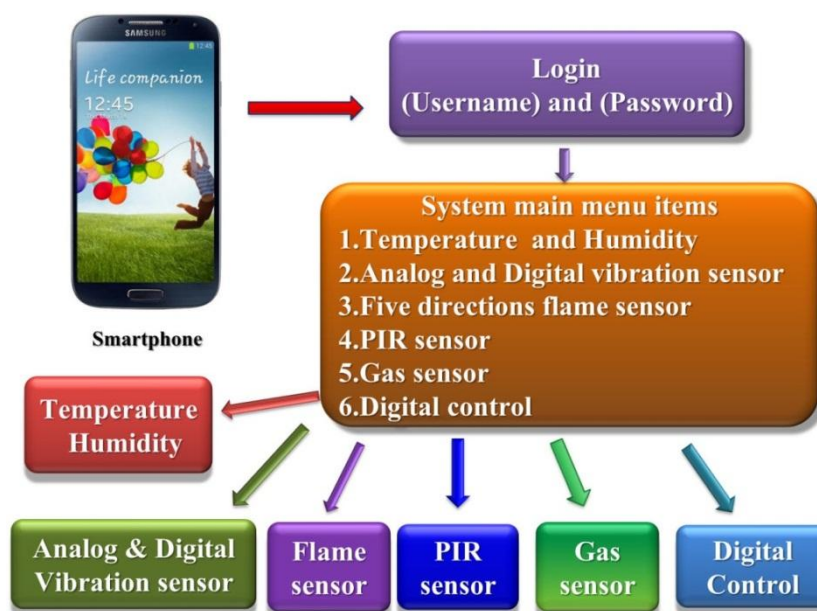 SAMSUNG
12:45
Life companion
12:45
Smartphone
Login
(Username) and (Password)
System main menu items
1.Temperature and Humidity
2.Analog and Digital vibration sensor
3.Five directions flame sensor
4.PIR sensor
5.Gas sensor
6.Digital control
Temperature
Humidity
Analog & Digital
Vibration sensor
Flame
sensor
PIR
sensor
Gas
sensor
Digital
Control